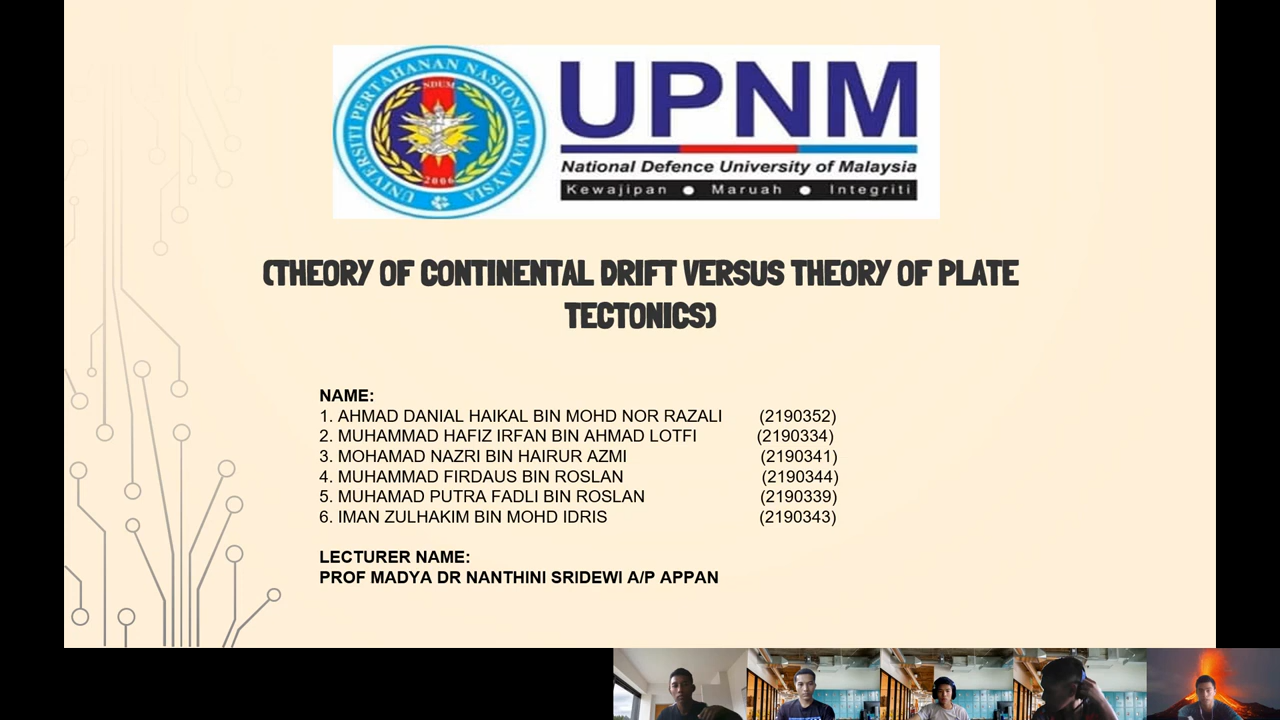 UNIVERSITI PERTAHANAN NASIONAL MALAYSIA
NDUM
2006
UPNM
National Defence University of Malaysia
Kewajipan ● Maruah ● Integriti
(THEORY OF CONTINENTAL DRIFT VERSUS THEORY OF PLATE
TECTONICS)
NAME:
1. AHMAD DANIAL HAIKAL BIN MOHD NOR RAZALI (2190352)
2. MUHAMMAD HAFIZ IRFAN BIN AHMAD LOTFI (2190334)
3. MOHAMAD NAZRI BIN HAIRUR AZMI (2190341)
4. MUHAMMAD FIRDAUS BIN ROSLAN (2190344)
5. MUHAMAD PUTRA FADLI BIN ROSLAN (2190339)
6. IMAN ZULHAKIM BIN MOHD IDRIS (2190343)
LECTURER NAME:
PROF MADYA DR NANTHINI SRIDEWI A/P APPAN